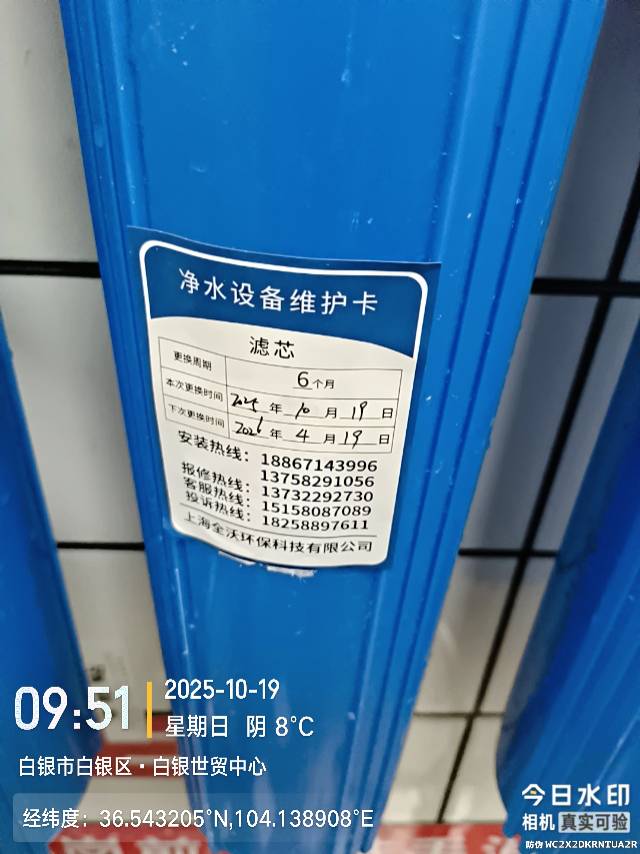 净水设备维护卡
滤芯
更换周期 6个月
本次更换时间 2025年10月19日
下次更换时间 2026年4月19日
安装热线：18867143996
报修热线：13758291056
客服热线：13732292730
投诉热线：15158087089
18258897611
上海全沃环保科技有限公司
09:51
2025-10-19
星期日 阴 8℃
白银市白银区·白银世贸中心
经纬度：36.543205°N,104.138908°E
今日水印
相机 真实可验
防伪 WC2X2DKRNTUA2R